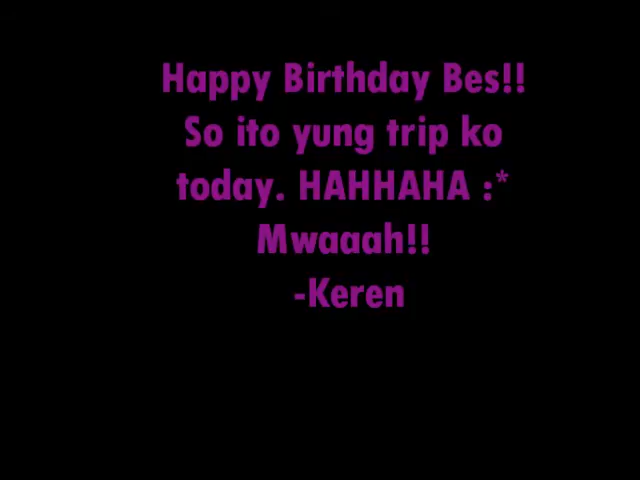 Happy Birthday Bes!!
So ito yung trip ko
today. HAHHAHA :*
Mwaaah!!
-Keren